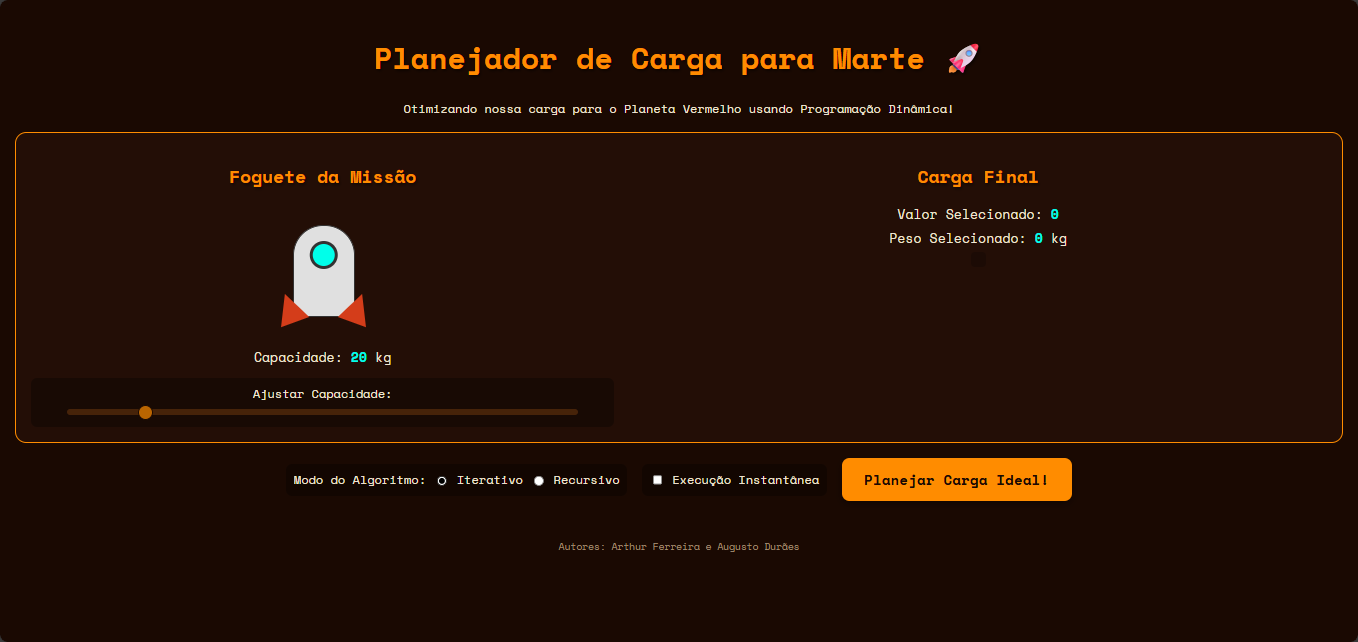 Planejador de Carga para Marte 🚀
Otimizando nossa carga para o Planeta Vermelho usando Programação Dinâmica!
Foguete da Missão
Capacidade: 20 kg
Ajustar Capacidade:
Carga Final
Valor Selecionado: 0
Peso Selecionado: 0 kg
Modo do Algoritmo: Iterativo Recursivo Execução Instantânea Planejar Carga Ideal!
Autores: Arthur Ferreira e Augusto Durães